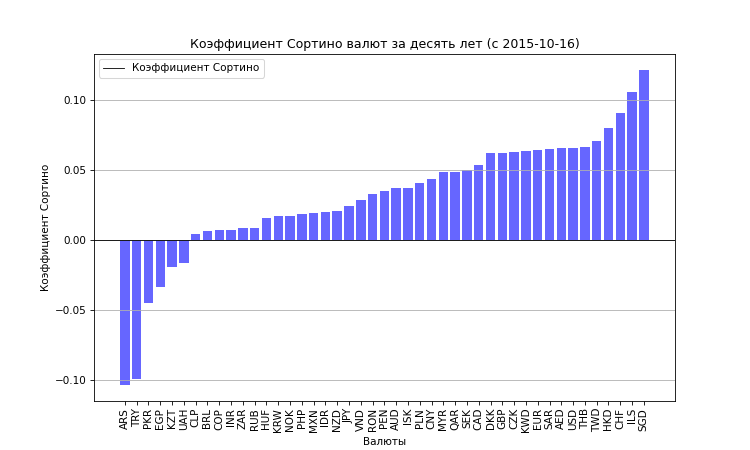 Коэффициент Сортино валют за десять лет (с 2015-10-16)
Коэффициент Сортино
Коэффициент Сортино
0.10
0.05
0.00
−0.05
−0.10
ARS TRY PKR EGP KZT UAH CLP BRL COP INR ZAR RUB HUF KRW NOK PHP MXN IDR NZD JPY VND RON PEN AUD ISK PLN CNY MYR QAR SEK CAD DKK GBP CZK KWD EUR SAR AED USD THB TWD HKD CHF ILS SGD
Валюты